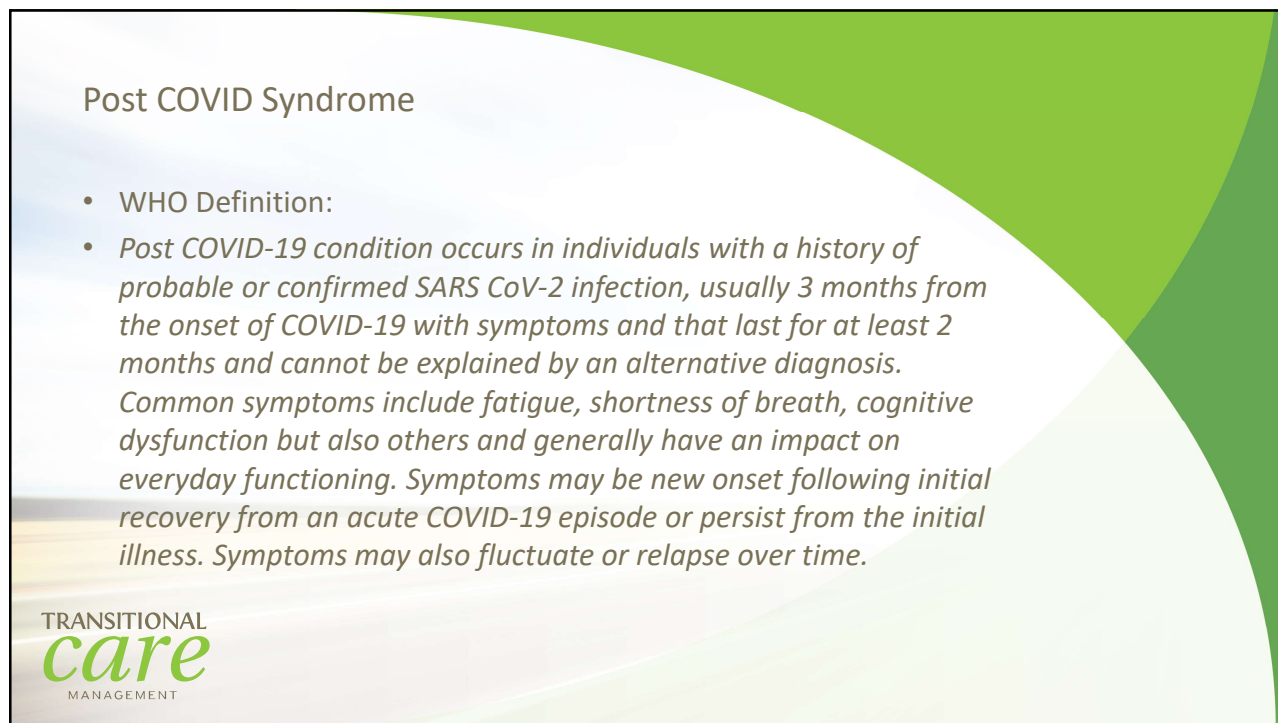 Post COVID Syndrome
• WHO Definition:
• Post COVID-19 condition occurs in individuals with a history of
probable or confirmed SARS CoV-2 infection, usually 3 months from
the onset of COVID-19 with symptoms and that last for at least 2
months and cannot be explained by an alternative diagnosis.
Common symptoms include fatigue, shortness of breath, cognitive
dysfunction but also others and generally have an impact on
everyday functioning. Symptoms may be new onset following initial
recovery from an acute COVID-19 episode or persist from the initial
illness. Symptoms may also fluctuate or relapse over time.
TRANSITIONAL
care
MANAGEMENT